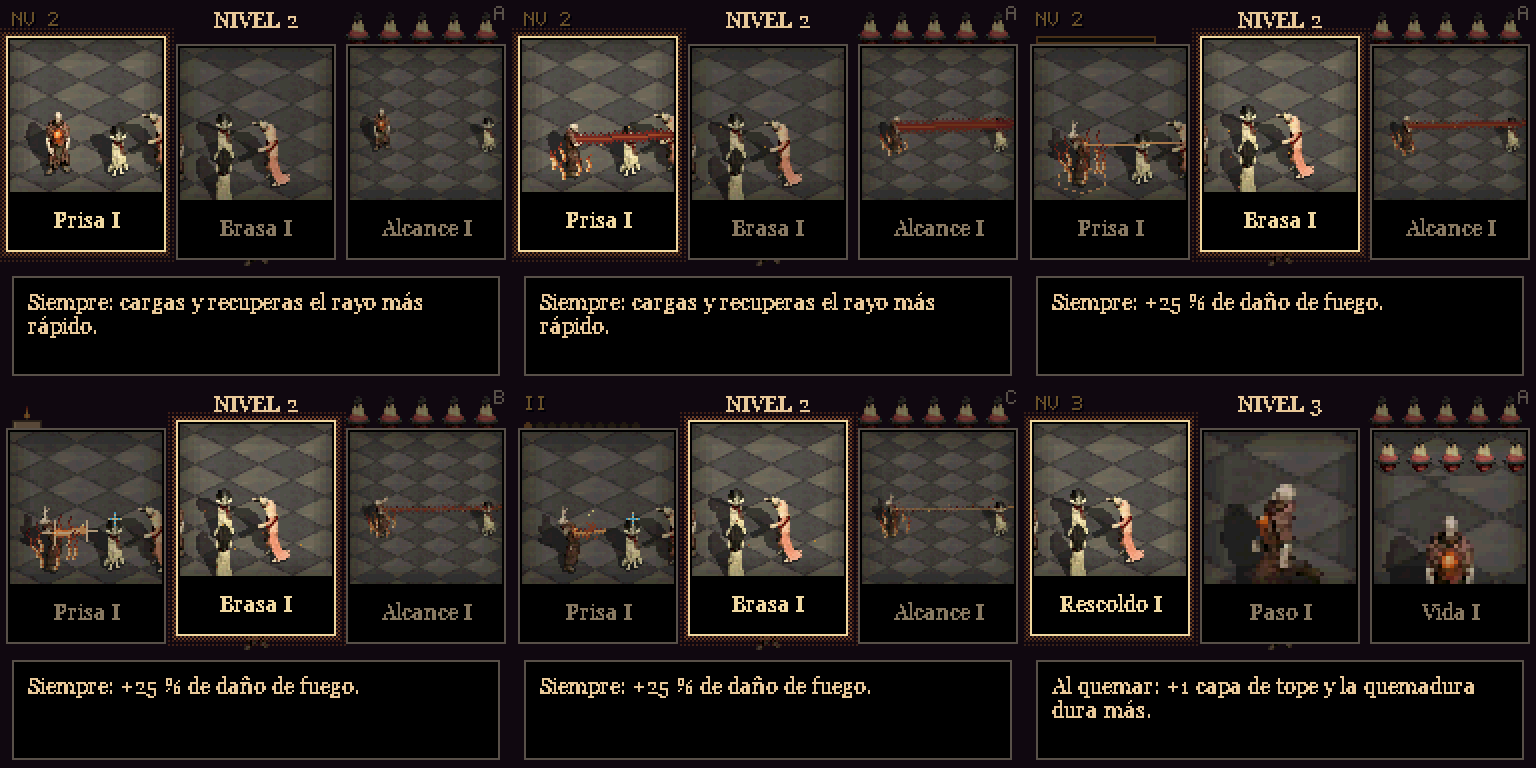 NV 2
NIVEL 2
A
Prisa I
Brasa I
Alcance I
Siempre: cargas y recuperas el rayo más
rápido.
NV 2
NIVEL 2
A
Prisa I
Brasa I
Alcance I
Siempre: cargas y recuperas el rayo más
rápido.
NV 2
NIVEL 2
A
Prisa I
Brasa I
Alcance I
Siempre: +25 % de daño de fuego.
NIVEL 2
B
Prisa I
Brasa I
Alcance I
Siempre: +25 % de daño de fuego.
II
NIVEL 2
C
Prisa I
Brasa I
Alcance I
Siempre: +25 % de daño de fuego.
NV 3
NIVEL 3
A
Rescoldo I
Paso I
Vida I
Al quemar: +1 capa de tope y la quemadura
dura más.